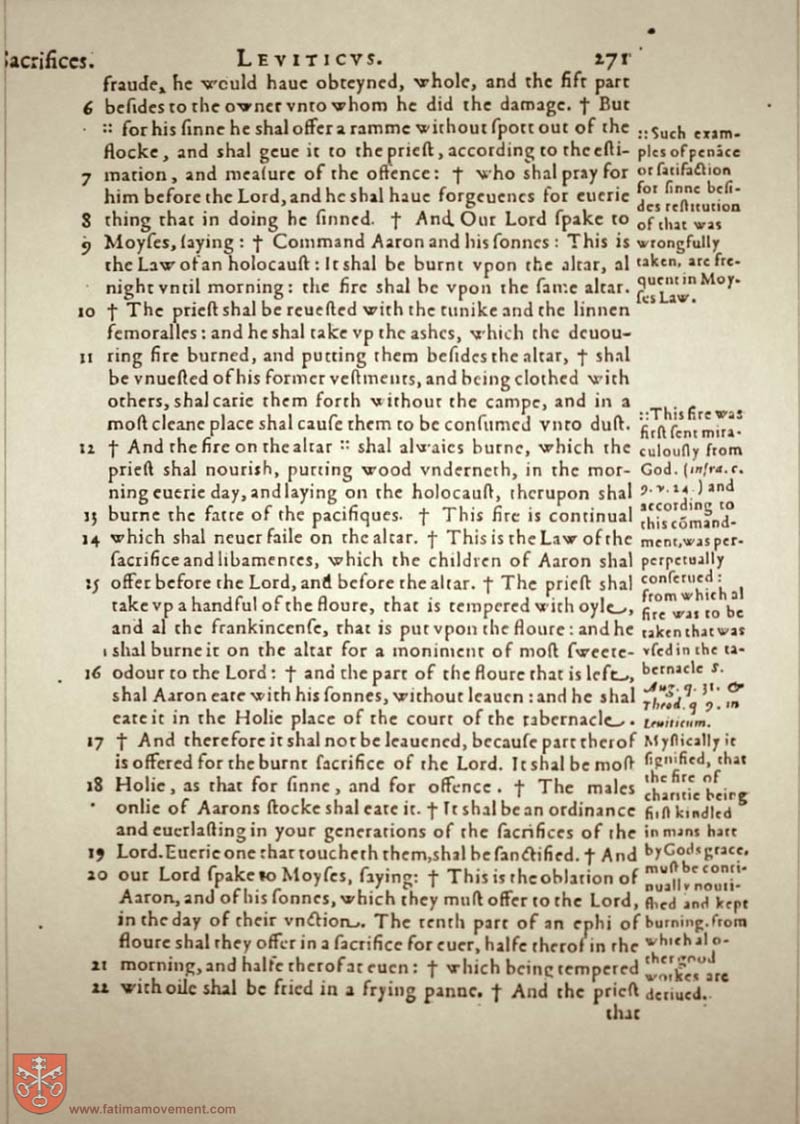 Sacrifices. LEVITICVS. 271
fraude, he would haue obteyned, whole, and the fift part
6 beſides to the owner vnto whom he did the damage. † But
:: for his ſinne he shal offer a ramme without ſpott out of the
flocke, and shal geue it to the prieſt, according to the eſti-
mation, and meaſure of the offence: † who shal pray for
7 him before the Lord, and he shal haue forgeuenes for euerie
8 thing that in doing he ſinned. † And Our Lord ſpake to
9 Moyſes, ſaying: † Command Aaron and his ſonnes: This is
the Law of an holocauſt: It shal be burnt vpon the altar, al
night vntil morning: the fire shal be vpon the ſame altar.
10 † The prieſt shal be reueſted with the tunike and the linnen
femoralles: and he shal take vp the ashes, which the deuou-
11 ring fire burned, and putting them beſides the altar, † shal
be vnueſted of his former veſtments, and being clothed with
others, shal carie them forth without the campe, and in a
moſt cleane place shal cauſe them to be conſumed vnto duſt.
12 † And the fire on the altar :: shal alwaies burne, which the
prieſt shal nourish, putting wood vnderneth, in the mor-
ning euerie day, and laying on the holocauſt, therupon shal
13 burne the fatte of the pacifiques. † This fire is continual
14 which shal neuer faile on the altar. † This is the Law of the
ſacrifice and libamentes, which the children of Aaron shal
15 offer before the Lord, and before the altar. † The prieſt shal
take vp a handful of the floure, that is tempered with oyle,
and al the frankincenſe, that is put vpon the floure: and he
shal burne it on the altar for a moniment of moſt ſweete
16 odour to the Lord: † and the part of the floure that is left,
shal Aaron eate with his ſonnes, without leauen: and he shal
eate it in the Holie place of the court of the tabernacle.
17 † And therefore it shal not be leauened, becauſe part therof
is offered for the burnt ſacrifice of the Lord. It shal be moſt
18 Holie, as that for ſinne, and for offence. † The males
onlie of Aarons ſtocke shal eate it. † It shal be an ordinance
and euerlaſting in your generations of the ſacrifices of the
19 Lord. Euerie one that toucheth them, shal be ſanctified. † And
20 our Lord ſpake to Moyſes, ſaying: † This is the oblation of
Aaron, and of his ſonnes, which they muſt offer to the Lord,
in the day of their vnction. The tenth part of an ephi of
floure shal they offer in a ſacrifice for euer, halfe therof in the
21 morning, and halfe therof at euen: † which being tempered
22 with oile shal be fried in a frying panne. † And the prieſt
that
::Such exam-
ples of penãce
or ſatiſfaction
for ſinne beſi-
des reſtitution
of that was
wrongfully
taken, are fre-
quent in Moy-
ſes Law.
::This fire was
firſt ſent mira-
culouſly from
God. (infra. c.
9. v. 24.) and
according to
this cõmand-
ment, was per-
perpetually
conſerued:
from which al
fire was to be
taken that was
vſed in the ta-
bernacle S.
Aug. q. 31. &
Theod. q 9. in
Leuiticum.
Myſtically it
ſignified, that
the fire of
charitie being
firſt kindled
in mans hart
by Gods grace,
muſt be conti-
nually nouri-
shed and kept
burning. from
which al o-
ther good
workes are
deriued.
www.fatimamovement.com